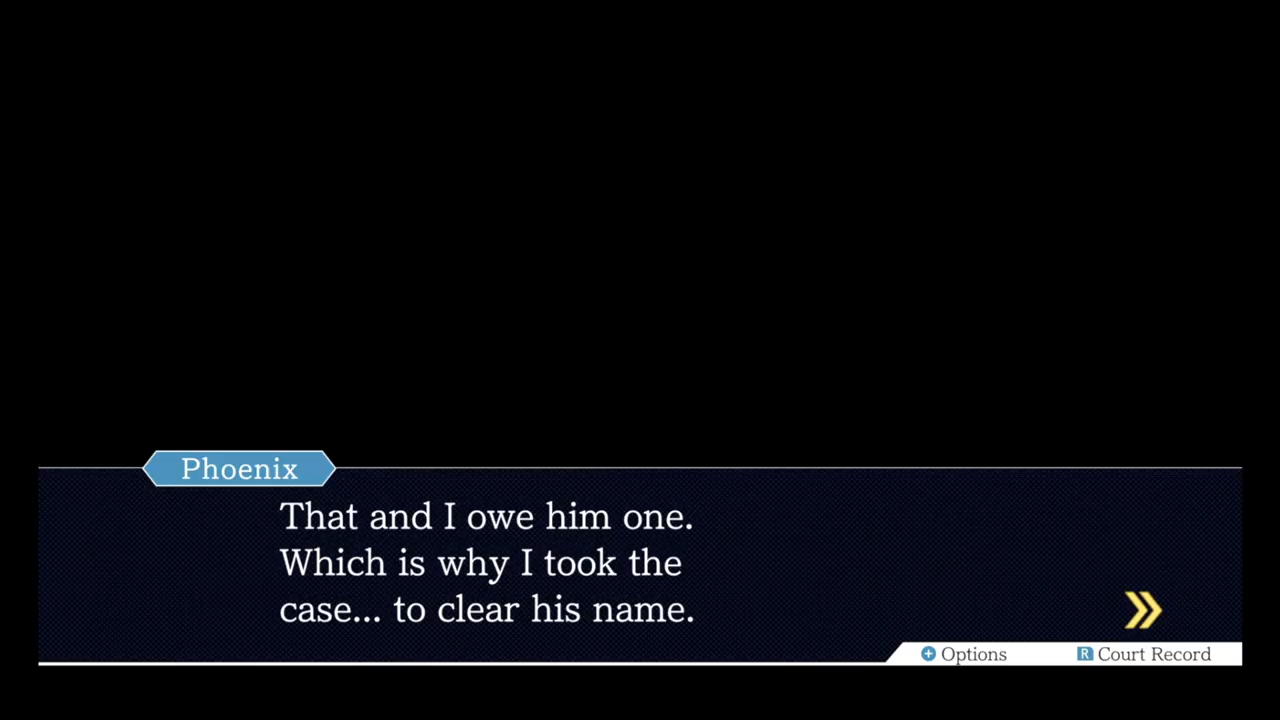 Phoenix
That and I owe him one.
Which is why I took the
case... to clear his name.
+ Options R Court Record